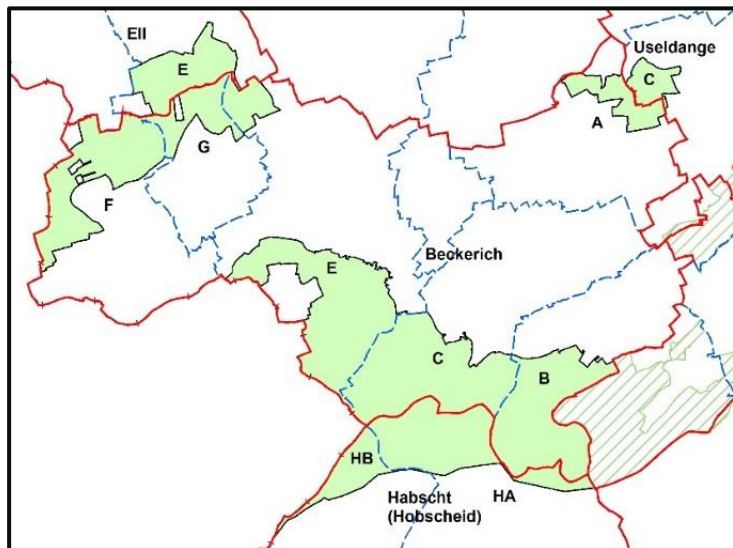 Ell
Useldange
E
C
A
G
F
E
Beckerich
C
B
HB
Habscht
(Hobscheid)
HA